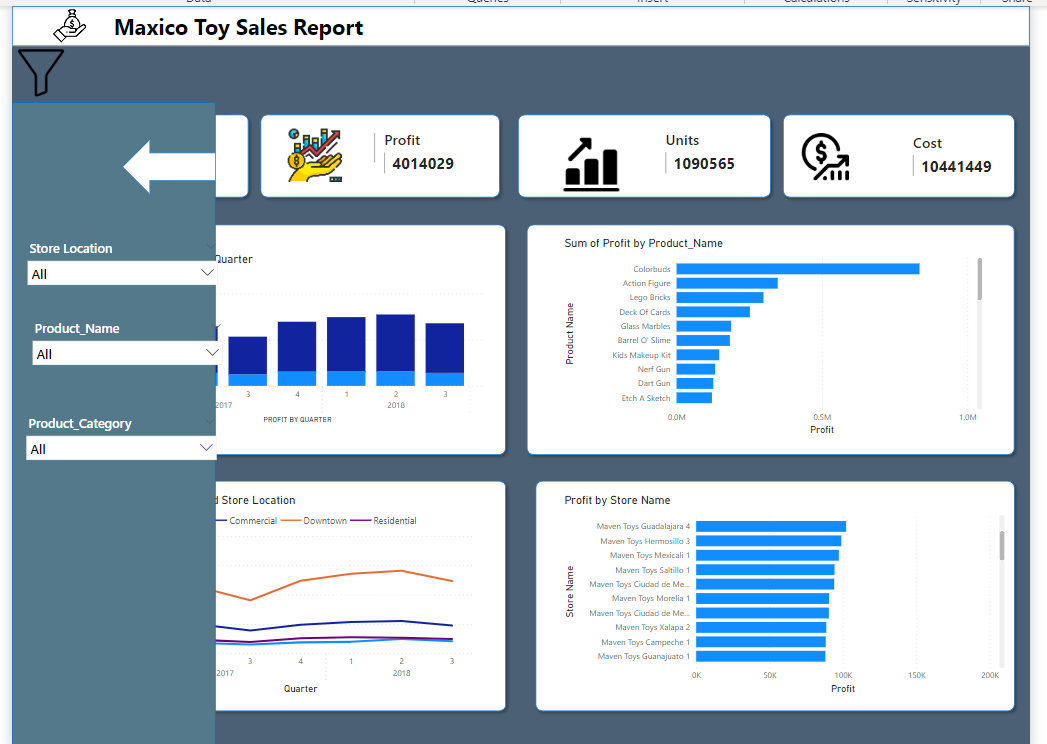 Data Queries Insert Calculations Sensitivity Share
Maxico Toy Sales Report
Profit
4014029
Units
1090565
Cost
10441449
Store Location
All
Product_Name
All
Product_Category
All
Quarter
3 4 1 2 3
2017 2018
PROFIT BY QUARTER
Sum of Profit by Product_Name
Product Name
Colorbuds
Action Figure
Lego Bricks
Deck Of Cards
Glass Marbles
Barrel O' Slime
Kids Makeup Kit
Nerf Gun
Dart Gun
Etch A Sketch
0.0M 0.5M 1.0M
Profit
d Store Location
Commercial Downtown Residential
3 4 1 2 3
2017 2018
Quarter
Profit by Store Name
Store Name
Maven Toys Guadalajara 4
Maven Toys Hermosillo 3
Maven Toys Mexicali 1
Maven Toys Saltillo 1
Maven Toys Ciudad de Me...
Maven Toys Morelia 1
Maven Toys Ciudad de Me...
Maven Toys Xalapa 2
Maven Toys Campeche 1
Maven Toys Guanajuato 1
0K 50K 100K 150K 200K
Profit